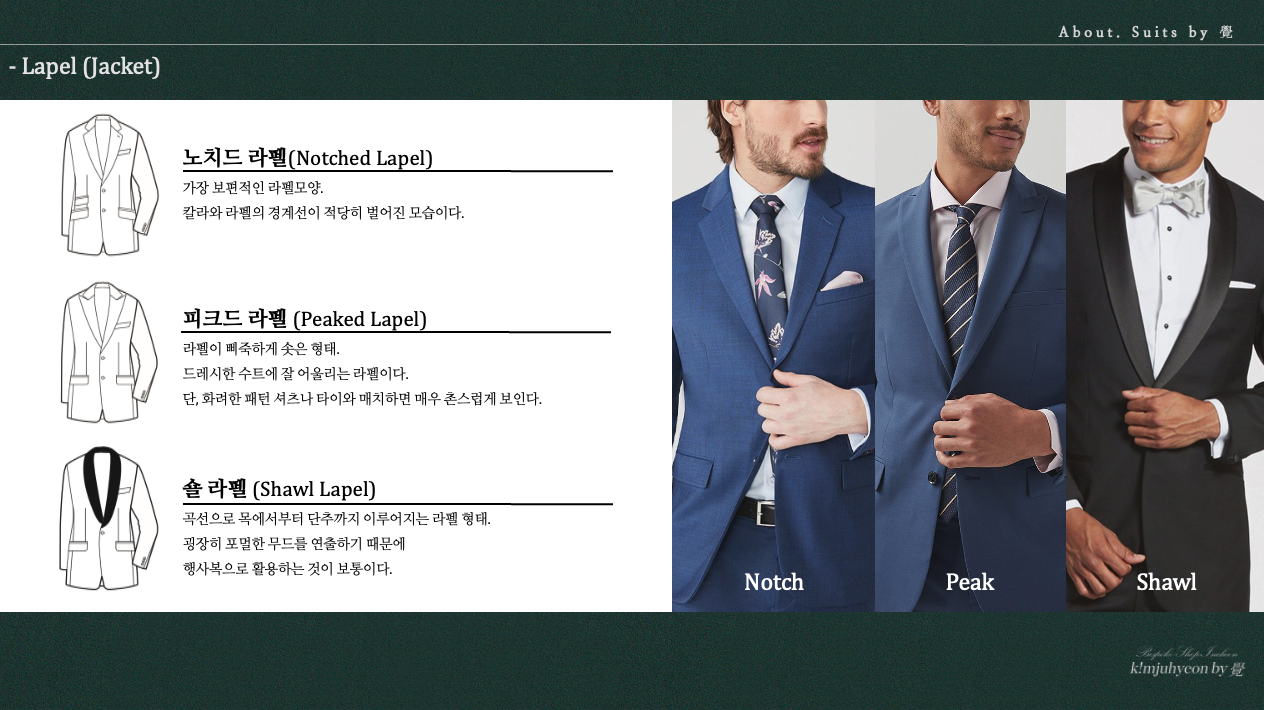 About. Suits by 覺
- Lapel (Jacket)
노치드 라펠(Notched Lapel)
가장 보편적인 라펠모양.
칼라와 라펠의 경계선이 적당히 벌어진 모습이다.
피크드 라펠 (Peaked Lapel)
라펠이 삐죽하게 솟은 형태.
드레시한 수트에 잘 어울리는 라펠이다.
단, 화려한 패턴 셔츠나 타이와 매치하면 매우 촌스럽게 보인다.
숄 라펠 (Shawl Lapel)
곡선으로 목에서부터 단추까지 이루어지는 라펠 형태.
굉장히 포멀한 무드를 연출하기 때문에
행사복으로 활용하는 것이 보통이다.
Notch
Peak
Shawl
Bespoke Shop Incheon
k!mjuhyeon by 覺